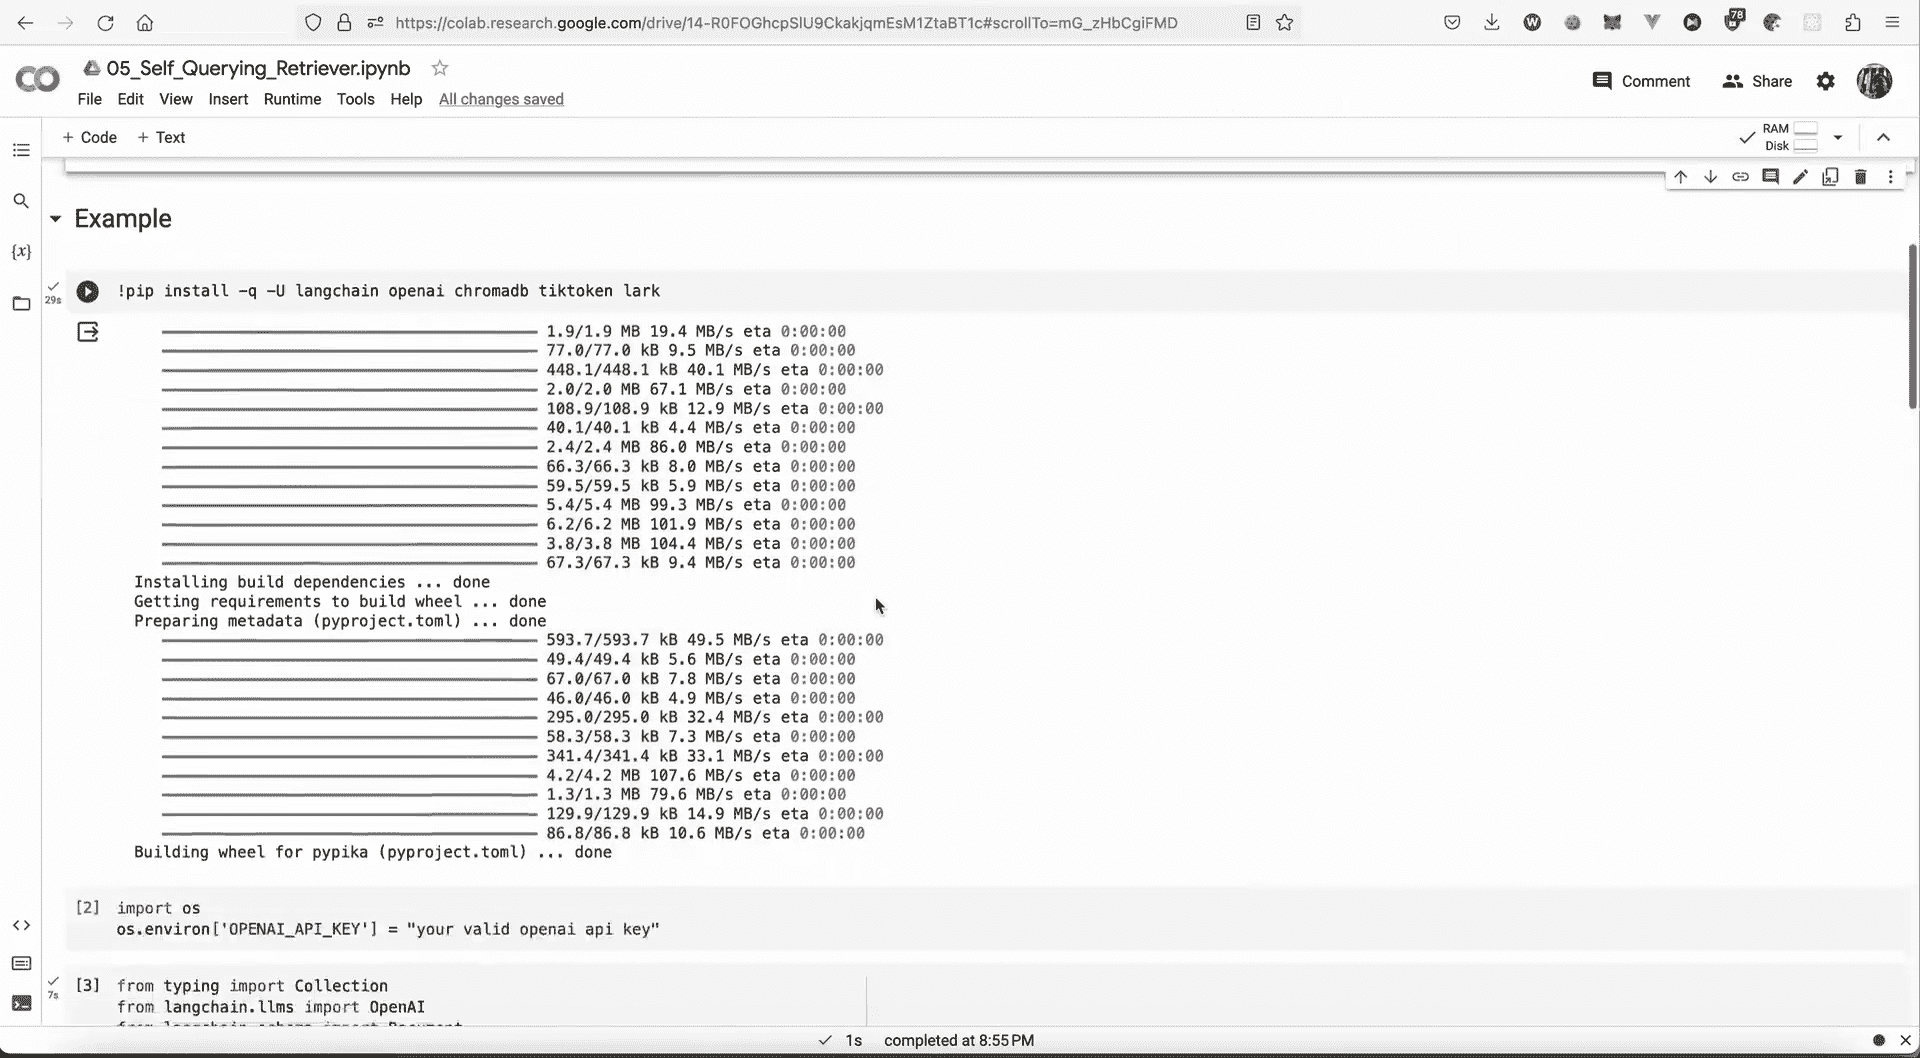 https://colab.research.google.com/drive/14-R0FOGhcpSlU9CkakjqmEsM1ZtaBT1c#scrollTo=mG_zHbCgiFMD
78
05_Self_Querying_Retriever.ipynb
File Edit View Insert Runtime Tools Help All changes saved
Comment Share
+ Code + Text
RAM
Disk
Example
29s
!pip install -q -U langchain openai chromadb tiktoken lark
1.9/1.9 MB 19.4 MB/s eta 0:00:00
77.0/77.0 kB 9.5 MB/s eta 0:00:00
448.1/448.1 kB 40.1 MB/s eta 0:00:00
2.0/2.0 MB 67.1 MB/s eta 0:00:00
108.9/108.9 kB 12.9 MB/s eta 0:00:00
40.1/40.1 kB 4.4 MB/s eta 0:00:00
2.4/2.4 MB 86.0 MB/s eta 0:00:00
66.3/66.3 kB 8.0 MB/s eta 0:00:00
59.5/59.5 kB 5.9 MB/s eta 0:00:00
5.4/5.4 MB 99.3 MB/s eta 0:00:00
6.2/6.2 MB 101.9 MB/s eta 0:00:00
3.8/3.8 MB 104.4 MB/s eta 0:00:00
67.3/67.3 kB 9.4 MB/s eta 0:00:00
Installing build dependencies ... done
Getting requirements to build wheel ... done
Preparing metadata (pyproject.toml) ... done
593.7/593.7 kB 49.5 MB/s eta 0:00:00
49.4/49.4 kB 5.6 MB/s eta 0:00:00
67.0/67.0 kB 7.8 MB/s eta 0:00:00
46.0/46.0 kB 4.9 MB/s eta 0:00:00
295.0/295.0 kB 32.4 MB/s eta 0:00:00
58.3/58.3 kB 7.3 MB/s eta 0:00:00
341.4/341.4 kB 33.1 MB/s eta 0:00:00
4.2/4.2 MB 107.6 MB/s eta 0:00:00
1.3/1.3 MB 79.6 MB/s eta 0:00:00
129.9/129.9 kB 14.9 MB/s eta 0:00:00
86.8/86.8 kB 10.6 MB/s eta 0:00:00
Building wheel for pypika (pyproject.toml) ... done
[2] import os
os.environ['OPENAI_API_KEY'] = "your valid openai api key"
7s
[3] from typing import Collection
from langchain.llms import OpenAI
1s completed at 8:55 PM